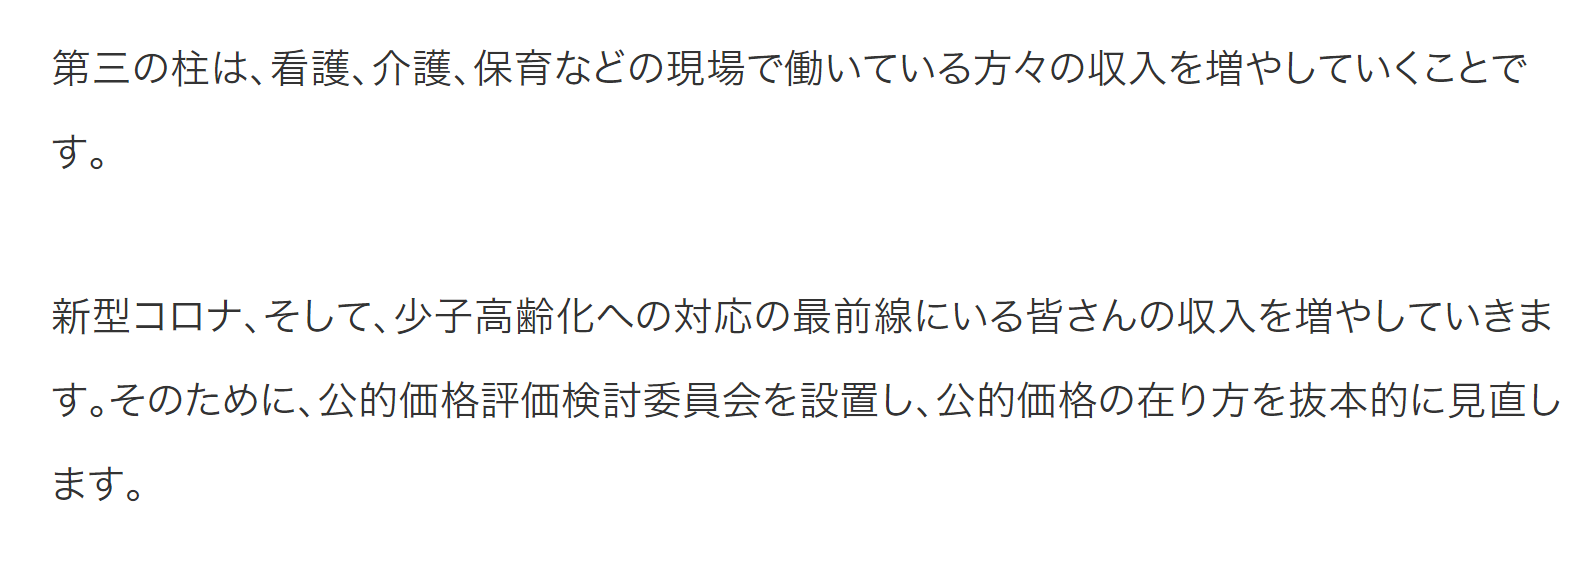 第三の柱は、看護、介護、保育などの現場で働いている方々の収入を増やしていくことで
す。
新型コロナ、そして、少子高齢化への対応の最前線にいる皆さんの収入を増やしていきま
す。そのために、公的価格評価検討委員会を設置し、公的価格の在り方を抜本的に見直し
ます。